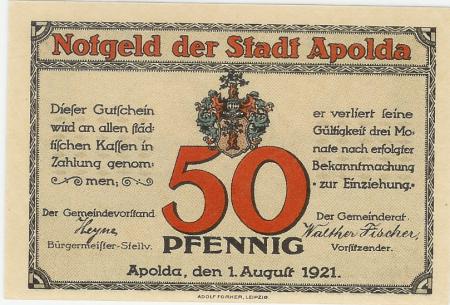 Notgeld der Stadt Apolda
Dieser Gutschein
wird an allen städ-
tischen Kassen in
Zahlung genom-
men;
er verliert seine
Gültigkeit drei Mo-
nate nach erfolgter
Bekanntmachung
zur Einziehung.
50
PFENNIG
Der Gemeindevorstand
Heyne
Bürgermeister-Stellv.
Der Gemeinderat.
Walther Fischer,
Vorsitzender.
Apolda, den 1. August 1921.
ADOLF FORKER, LEIPZIG.